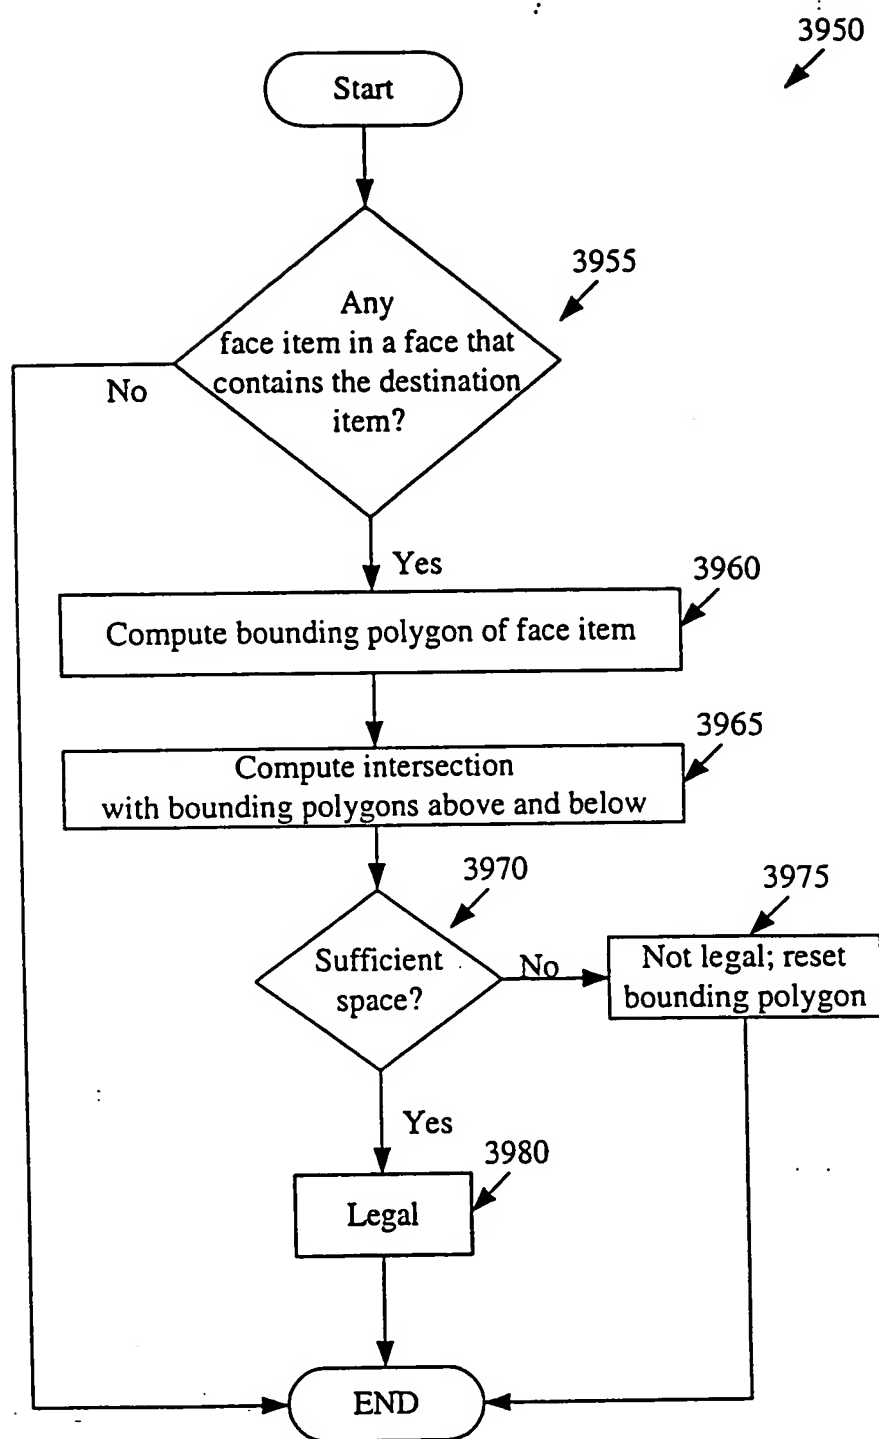 3950
Start
3955
Any
face item in a face that
contains the destination
item?
No
Yes
3960
Compute bounding polygon of face item
3965
Compute intersection
with bounding polygons above and below
3970
3975
Sufficient
space?
No
Not legal; reset
bounding polygon
Yes
3980
Legal
END